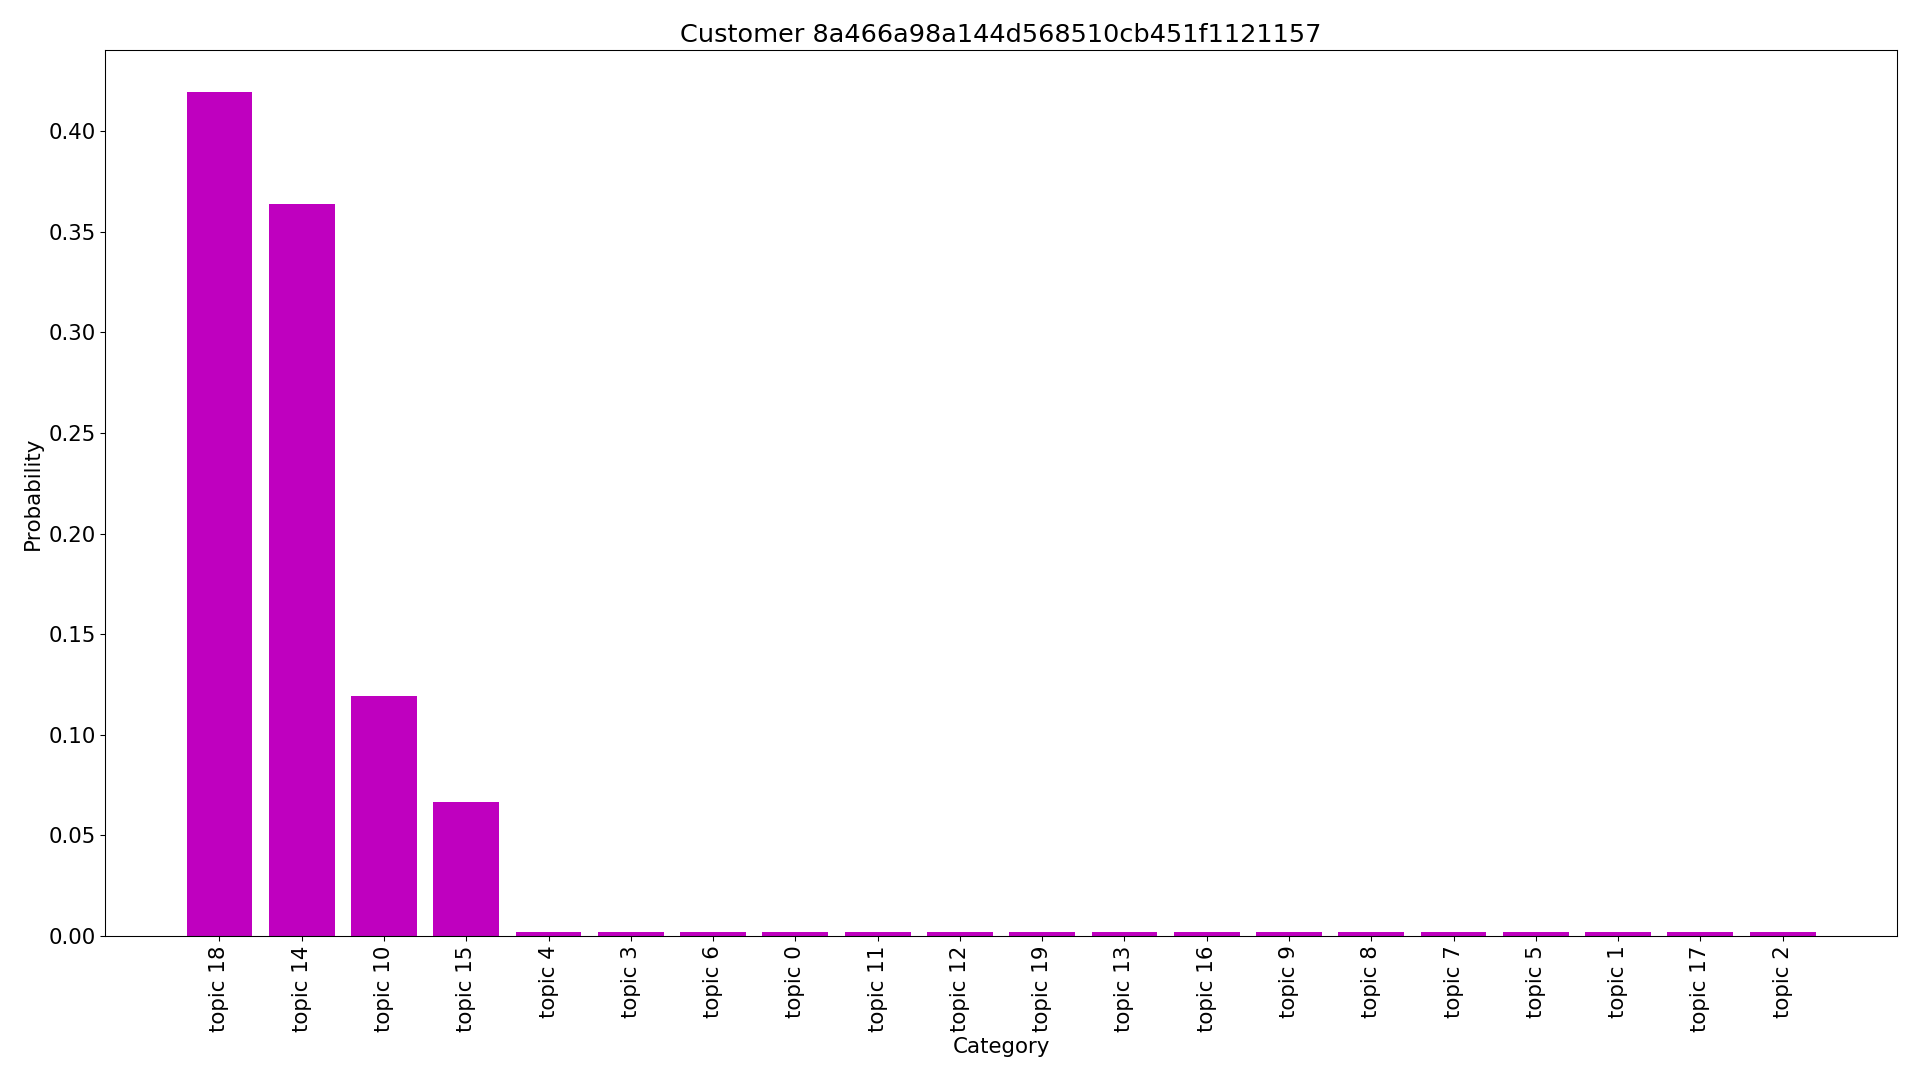 Customer 8a466a98a144d568510cb451f1121157
Probability
0.40
0.35
0.30
0.25
0.20
0.15
0.10
0.05
0.00
topic 18
topic 14
topic 10
topic 15
topic 4
topic 3
topic 6
topic 0
topic 11
topic 12
topic 19
topic 13
topic 16
topic 9
topic 8
topic 7
topic 5
topic 1
topic 17
topic 2
Category